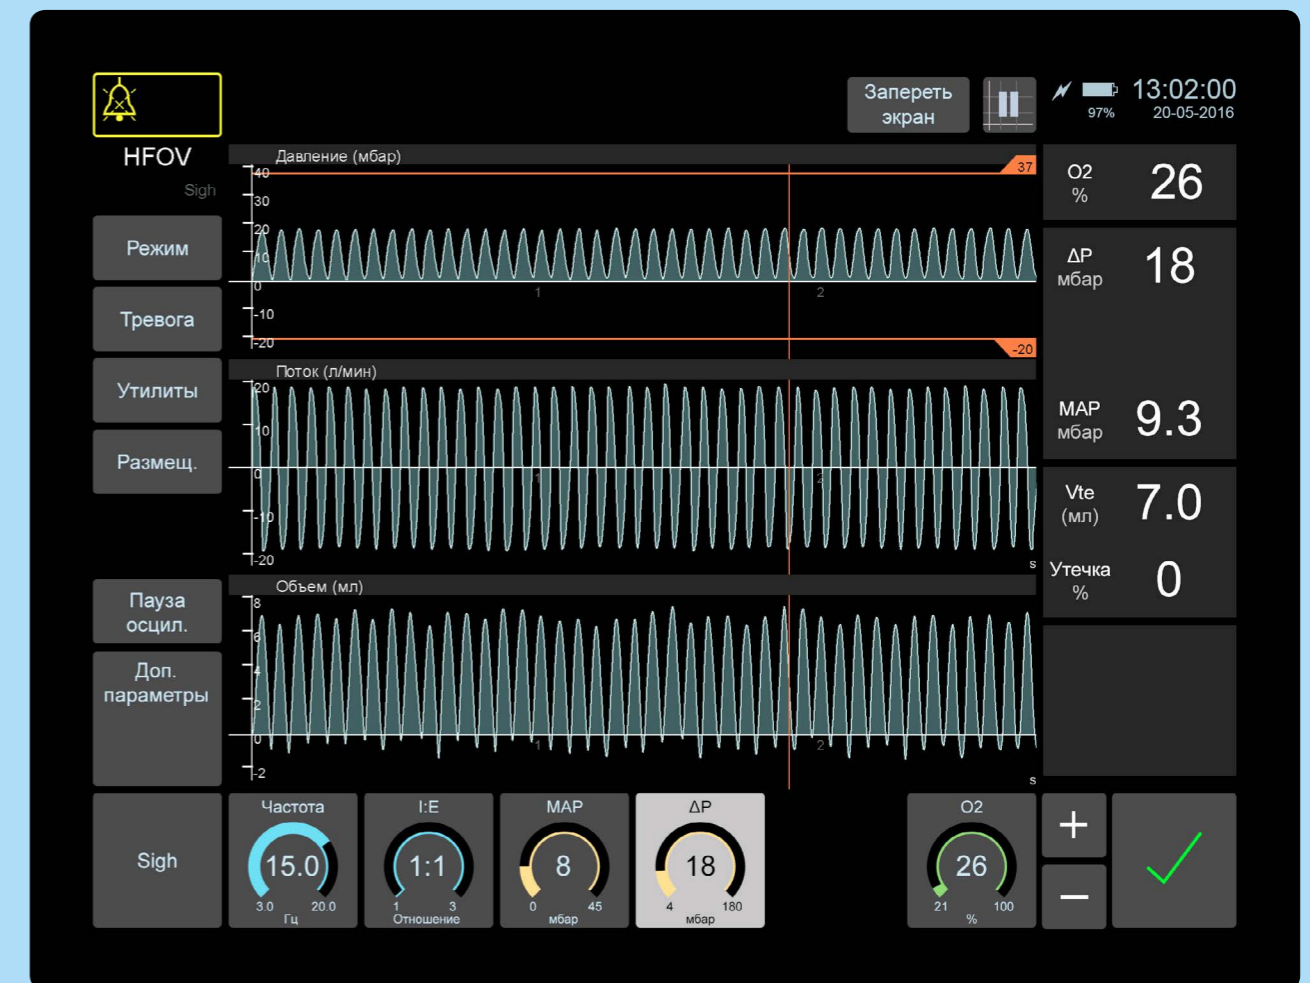 Запереть
экран
97%
13:02:00
20-05-2016
HFOV
Sigh
Режим
Тревога
Утилиты
Размещ.
Пауза
осцил.
Доп.
параметры
Sigh
Давление (мбар)
40
30
20
10
0
-10
-20
37
-20
1
2
Поток (л/мин)
20
10
0
-10
-20
1
2
s
Объем (мл)
8
6
4
2
0
-2
1
2
s
O2
%
26
ΔP
мбар
18
MAP
мбар
9.3
Vte
(мл)
7.0
Утечка
%
0
Частота
15.0
3.0 20.0
Гц
I:E
1:1
1 3
Отношение
MAP
8
0 45
мбар
ΔP
18
4 180
мбар
O2
26
21 100
%
+
−